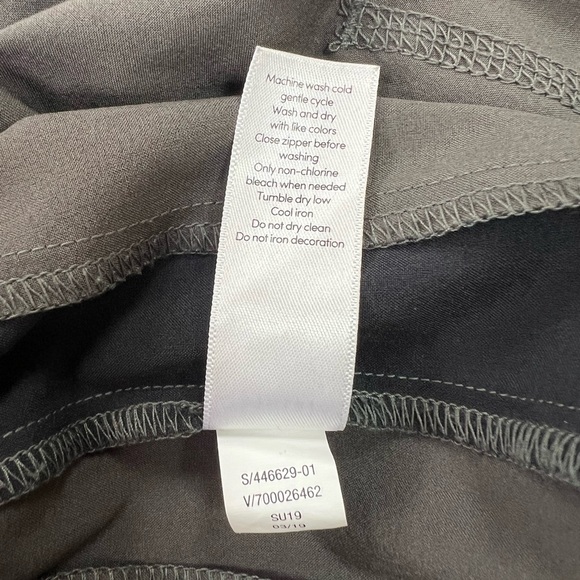 Machine wash cold
gentle cycle
Wash and dry
with like colors
Close zipper before
washing
Only non-chlorine
bleach when needed
Tumble dry low
Cool iron
Do not dry clean
Do not iron decoration
S/446629-01
V/700026462
SU19
03/19